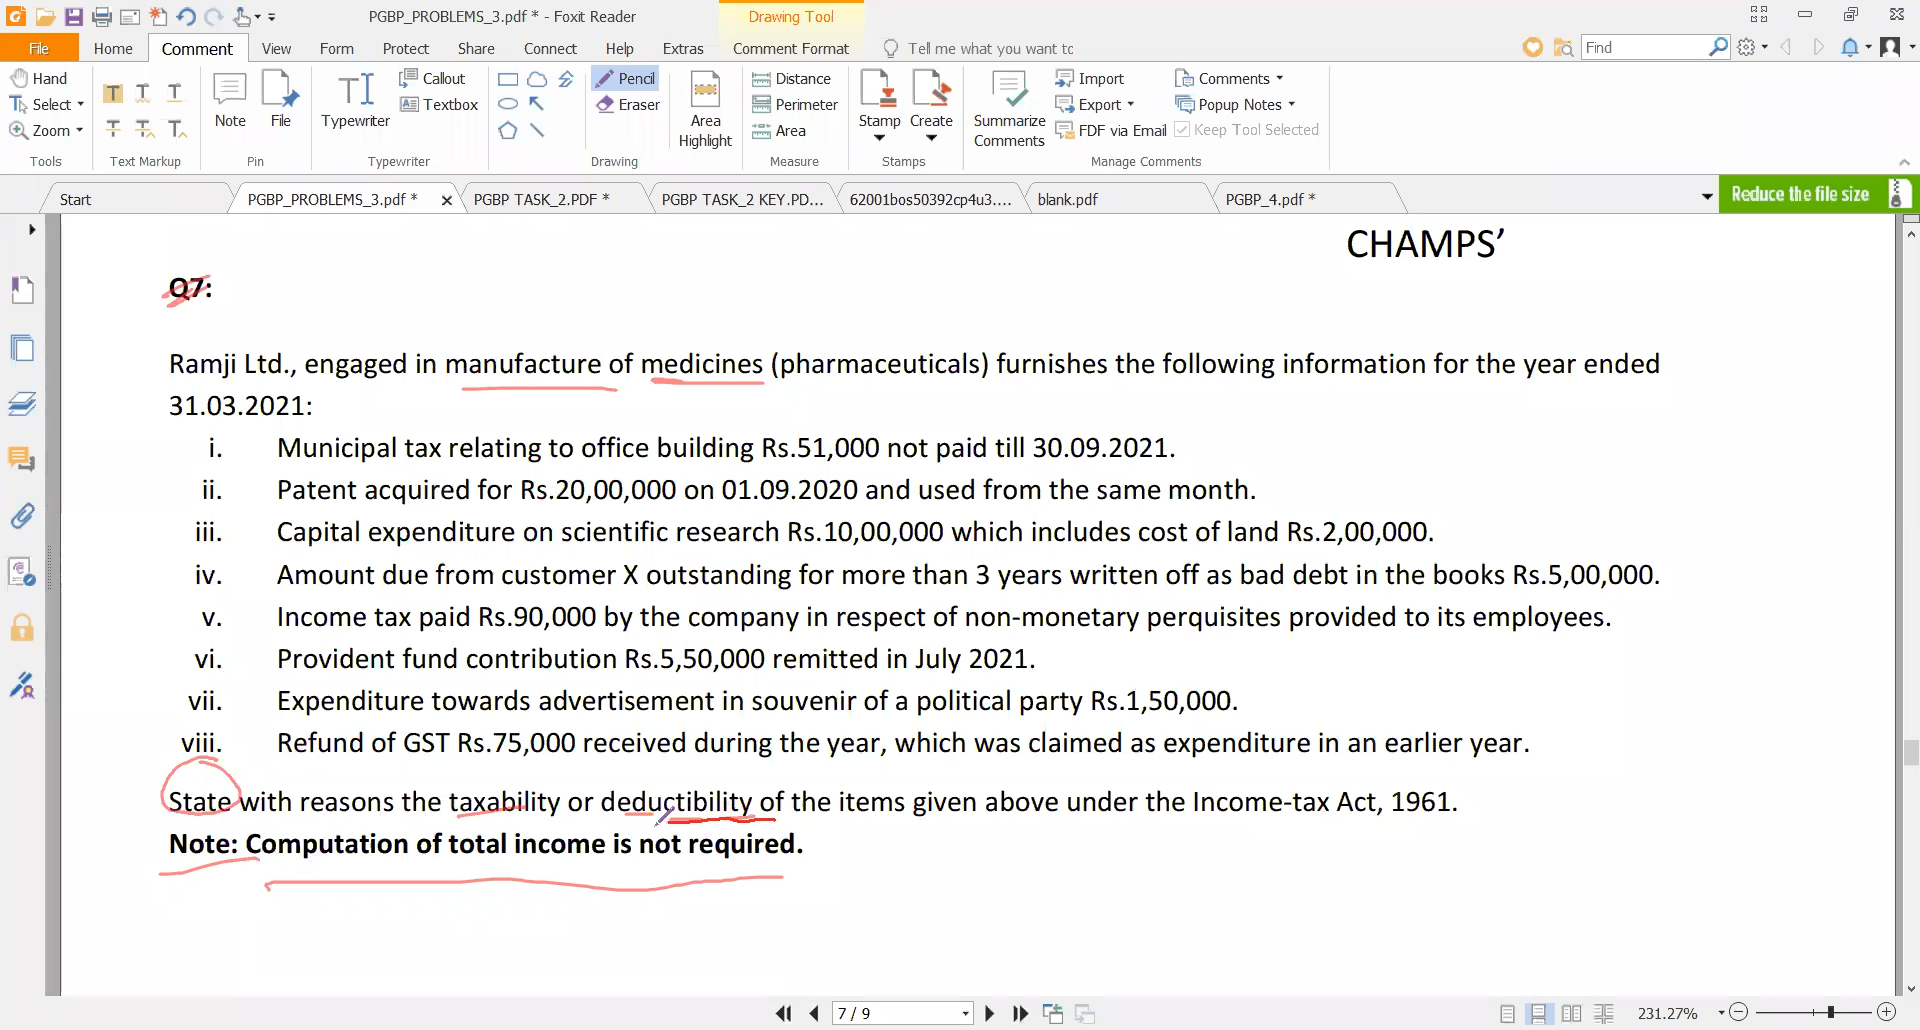 PGBP_PROBLEMS_3.pdf * - Foxit Reader
Drawing Tool
File
Home
Comment
View
Form
Protect
Share
Connect
Help
Extras
Comment Format
Tell me what you want to
Find
Hand
Select
Zoom
Tools
Text Markup
Note
File
Pin
Typewriter
Callout
Textbox
Typewriter
Pencil
Eraser
Drawing
Area
Highlight
Distance
Perimeter
Area
Measure
Stamp
Create
Stamps
Summarize
Comments
Import
Export
FDF via Email
Comments
Popup Notes
Keep Tool Selected
Manage Comments
Start
PGBP_PROBLEMS_3.pdf *
PGBP TASK_2.PDF *
PGBP TASK_2 KEY.PD...
62001bos50392cp4u3....
blank.pdf
PGBP_4.pdf *
Reduce the file size
CHAMPS’
Q7:
Ramji Ltd., engaged in manufacture of medicines (pharmaceuticals) furnishes the following information for the year ended
31.03.2021:
i. Municipal tax relating to office building Rs.51,000 not paid till 30.09.2021.
ii. Patent acquired for Rs.20,00,000 on 01.09.2020 and used from the same month.
iii. Capital expenditure on scientific research Rs.10,00,000 which includes cost of land Rs.2,00,000.
iv. Amount due from customer X outstanding for more than 3 years written off as bad debt in the books Rs.5,00,000.
v. Income tax paid Rs.90,000 by the company in respect of non-monetary perquisites provided to its employees.
vi. Provident fund contribution Rs.5,50,000 remitted in July 2021.
vii. Expenditure towards advertisement in souvenir of a political party Rs.1,50,000.
viii. Refund of GST Rs.75,000 received during the year, which was claimed as expenditure in an earlier year.
State with reasons the taxability or deductibility of the items given above under the Income-tax Act, 1961.
Note: Computation of total income is not required.
7 / 9
231.27%